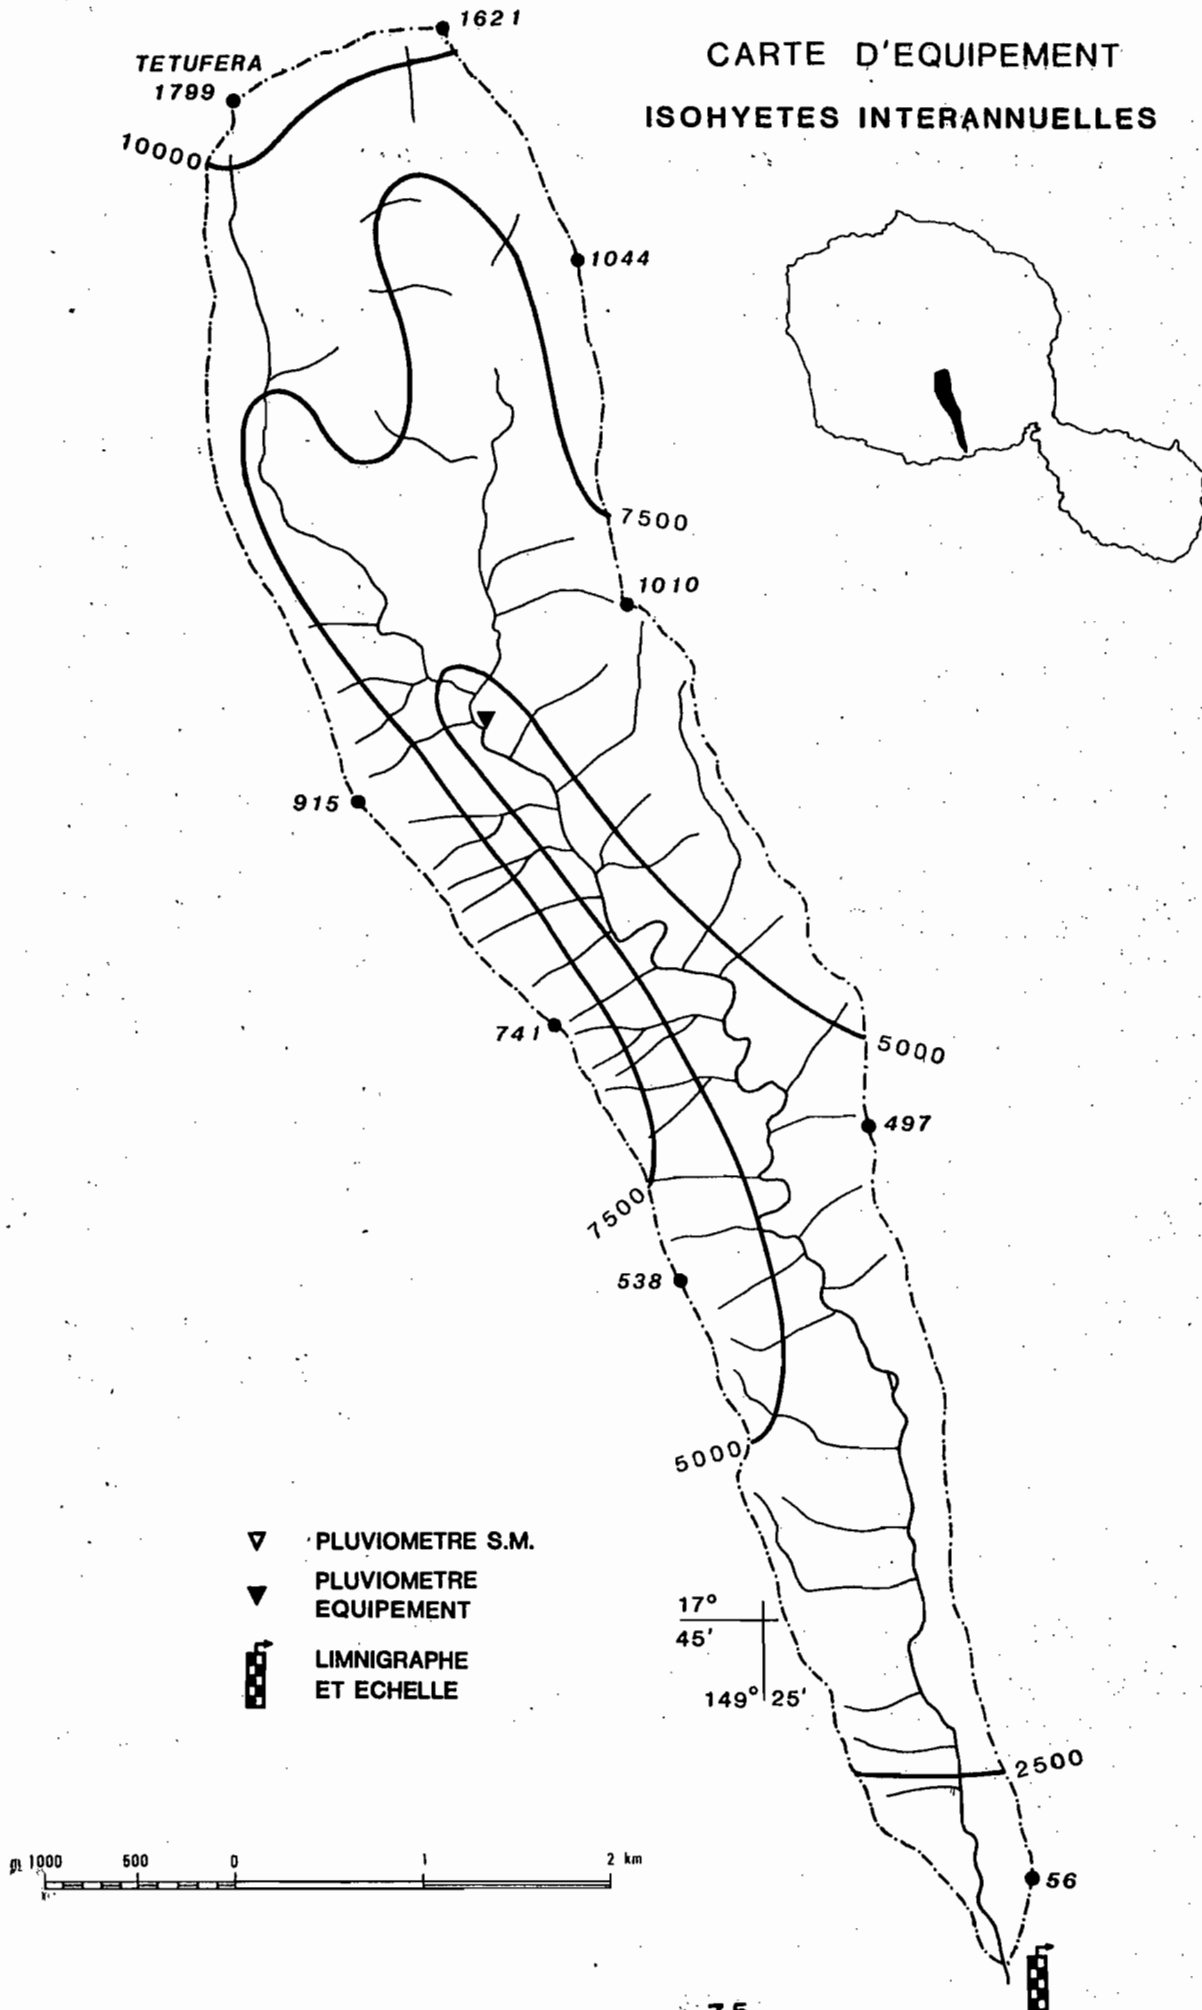 1621
CARTE D'EQUIPEMENT
TETUFERA
1799
ISOHYETES INTERANNUELLES
10000
1044
7500
1010
915
741
5000
497
7500
538
5000
PLUVIOMETRE S.M.
PLUVIOMETRE
EQUIPEMENT
LIMNIGRAPHE
ET ECHELLE
17°
45'
149° 25'
2500
m 1000 500 0 1 2 km
56